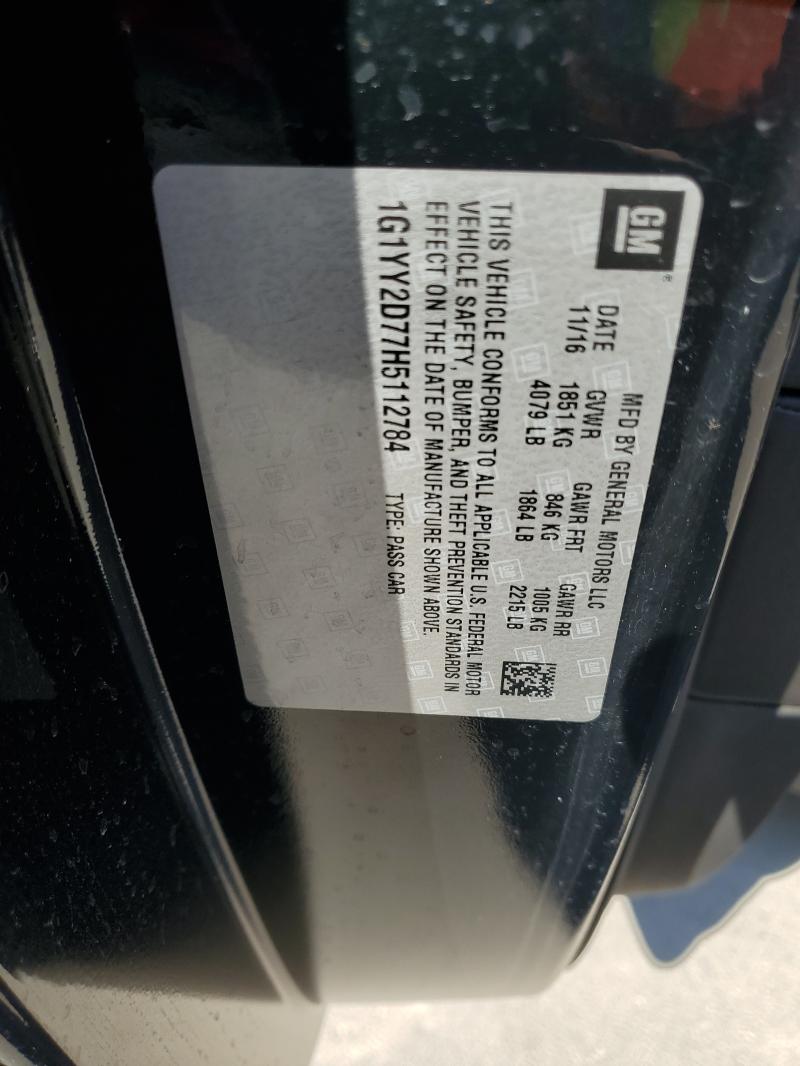 GM®
MFD BY GENERAL MOTORS LLC
DATE GVWR GAWR FRT GAWR RR
11/16 1851 KG 846 KG 1005 KG
4079 LB 1864 LB 2215 LB
THIS VEHICLE CONFORMS TO ALL APPLICABLE U.S. FEDERAL MOTOR
VEHICLE SAFETY, BUMPER, AND THEFT PREVENTION STANDARDS IN
EFFECT ON THE DATE OF MANUFACTURE SHOWN ABOVE.
1G1YY2D77H5112784 TYPE: PASS CAR